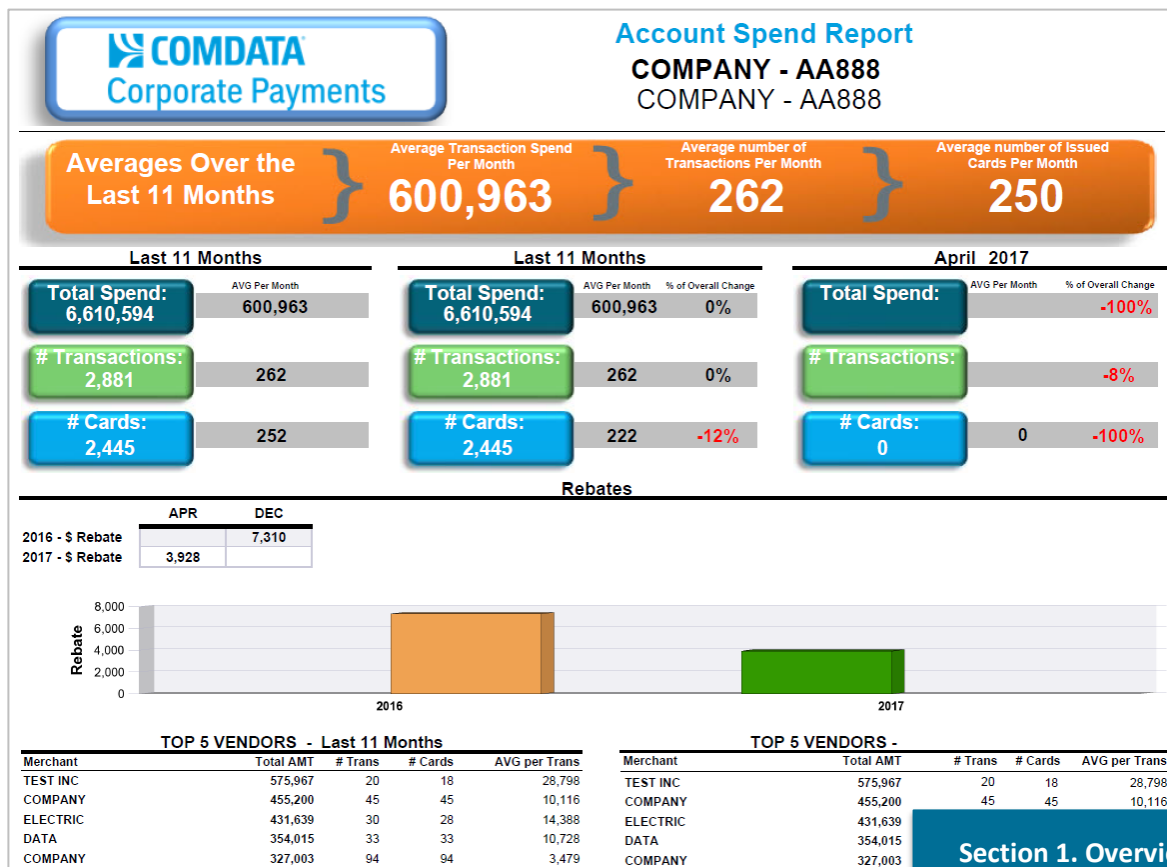 COMDATA
Corporate Payments
Account Spend Report
COMPANY - AA888
COMPANY - AA888
Averages Over the
Last 11 Months
Average Transaction Spend
Per Month
600,963
Average number of
Transactions Per Month
262
Average number of Issued
Cards Per Month
250
Last 11 Months
AVG Per Month
Total Spend:
6,610,594
600,963
# Transactions:
2,881
262
# Cards:
2,445
252
Last 11 Months
AVG Per Month % of Overall Change
Total Spend:
6,610,594
600,963 0%
# Transactions:
2,881
262 0%
# Cards:
2,445
222 -12%
April 2017
AVG Per Month % of Overall Change
Total Spend:
-100%
# Transactions:
-8%
# Cards:
0
0 -100%
Rebates
APR DEC
2016 - $ Rebate 7,310
2017 - $ Rebate 3,928
Rebate
8,000
6,000
4,000
2,000
0
2016 2017
TOP 5 VENDORS - Last 11 Months
Merchant Total AMT # Trans # Cards AVG per Trans
TEST INC 575,967 20 18 28,798
COMPANY 455,200 45 45 10,116
ELECTRIC 431,639 30 28 14,388
DATA 354,015 33 33 10,728
COMPANY 327,003 94 94 3,479
TOP 5 VENDORS -
Merchant Total AMT # Trans # Cards AVG per Trans
TEST INC 575,967 20 18 28,798
COMPANY 455,200 45 45 10,116
ELECTRIC 431,639
DATA 354,015
COMPANY 327,003
Section 1. Overvi